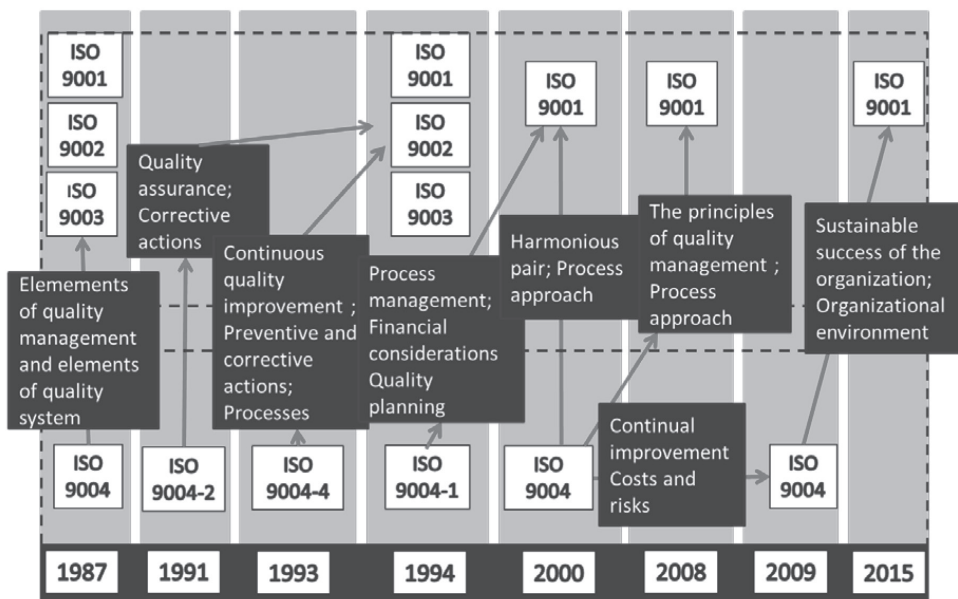 ISO
9001
ISO
9002
ISO
9003
ISO
9001
ISO
9002
ISO
9003
ISO
9001
ISO
9001
ISO
9001
Quality
assurance;
Corrective
actions
Elemements
of quality
management
and elements
of quality
system
Continuous
quality
improvement ;
Preventive and
corrective
actions;
Processes
Process
management;
Financial
considerations
Quality
planning
Harmonious
pair; Process
approach
The principles
of quality
management ;
Process
approach
Sustainable
success of the
organization;
Organizational
environment
Continual
improvement
Costs and
risks
ISO
9004
ISO
9004-2
ISO
9004-4
ISO
9004-1
ISO
9004
ISO
9004
1987
1991
1993
1994
2000
2008
2009
2015